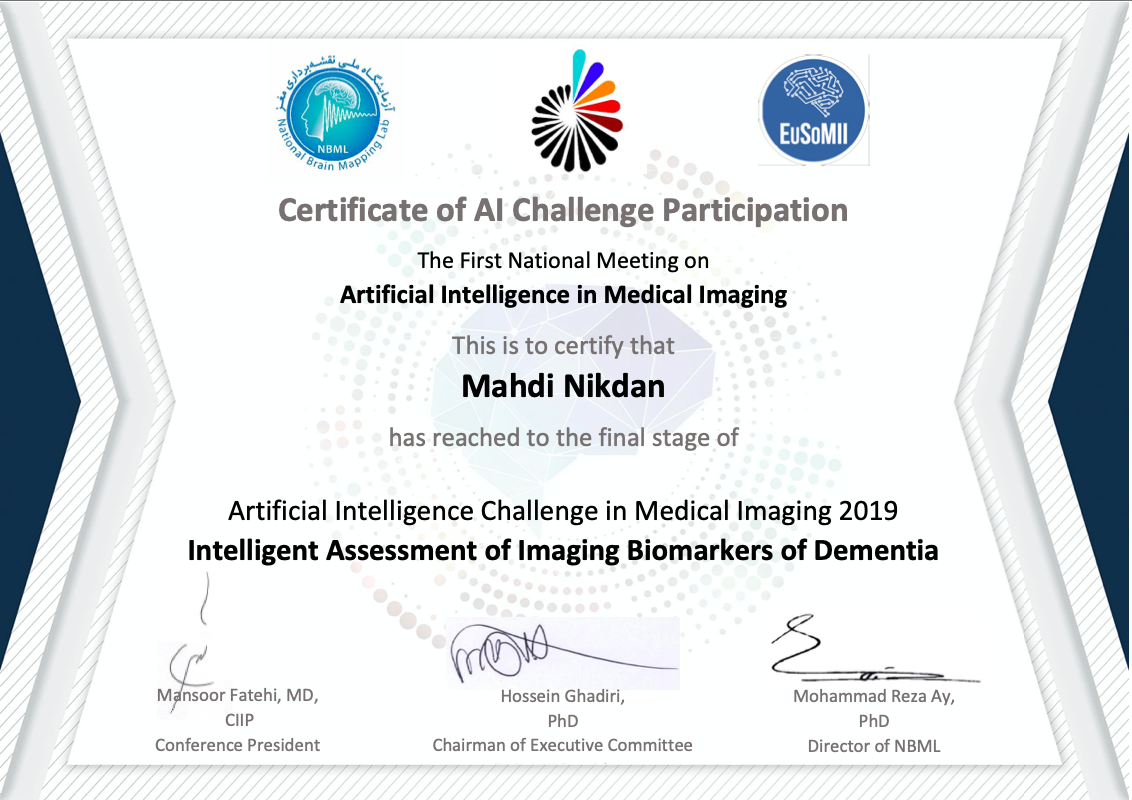 آزمایشگاه ملی نقشه‌برداری مغز
NBML
National Brain Mapping Lab
EuSoMII
Certificate of AI Challenge Participation
The First National Meeting on
Artificial Intelligence in Medical Imaging
This is to certify that
Mahdi Nikdan
has reached to the final stage of
Artificial Intelligence Challenge in Medical Imaging 2019
Intelligent Assessment of Imaging Biomarkers of Dementia
Mansoor Fatehi, MD,
CIIP
Conference President
Hossein Ghadiri,
PhD
Chairman of Executive Committee
Mohammad Reza Ay,
PhD
Director of NBML